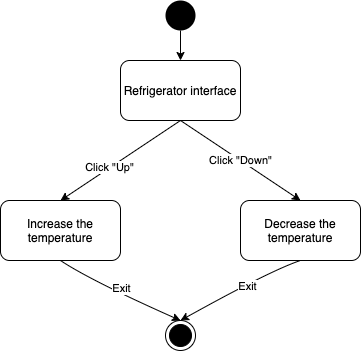 Refrigerator interface
Click "Up"
Click "Down"
Increase the
temperature
Decrease the
temperature
Exit
Exit